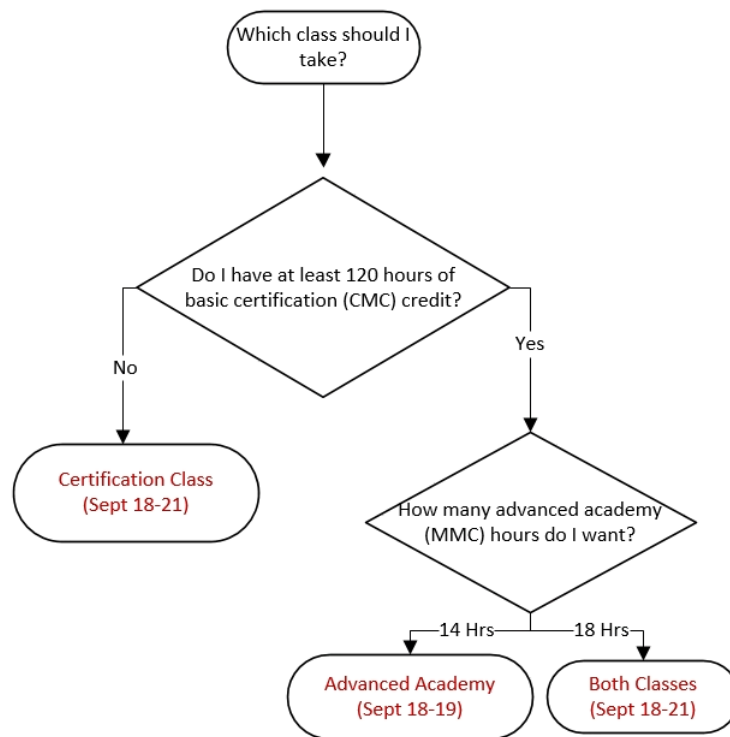 Which class should I
take?
Do I have at least 120 hours of
basic certification (CMC) credit?
No
Yes
Certification Class
(Sept 18-21)
How many advanced academy
(MMC) hours do I want?
14 Hrs
18 Hrs
Advanced Academy
(Sept 18-19)
Both Classes
(Sept 18-21)